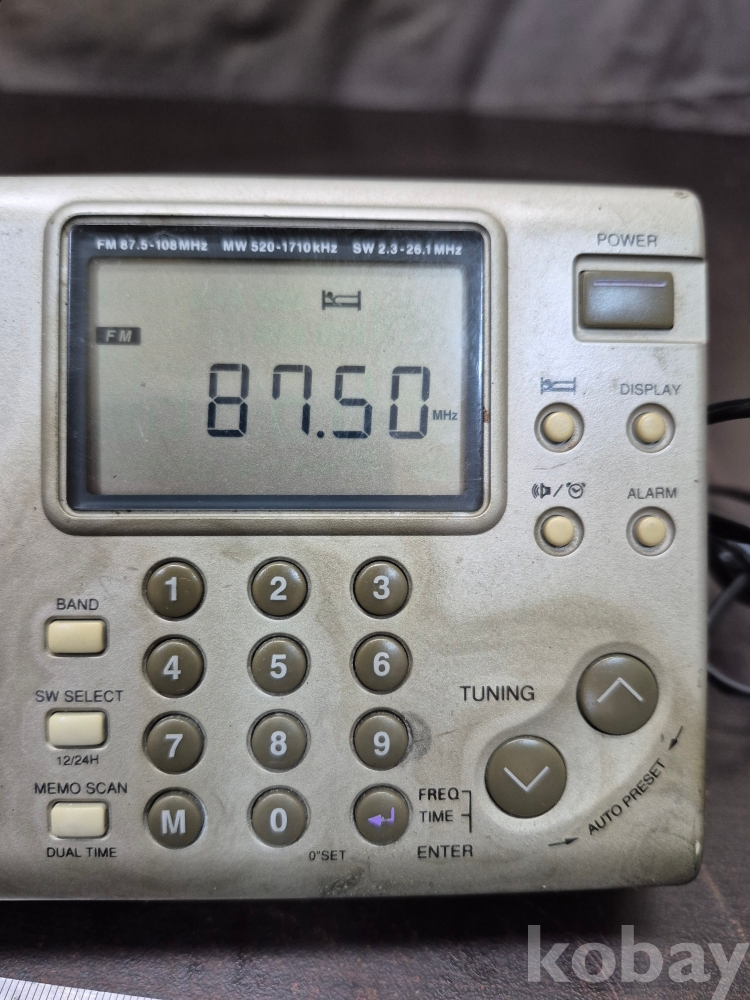 FM 87.5-108MHz MW 520-1710kHz SW 2.3-26.1MHz
POWER
FM
87.50 MHz
DISPLAY
/
ALARM
BAND
1 2 3
SW SELECT
4 5 6
TUNING
12/24H
7 8 9
MEMO SCAN
M 0
FREQ
TIME
AUTO PRESET
DUAL TIME
0"SET
ENTER
kobay